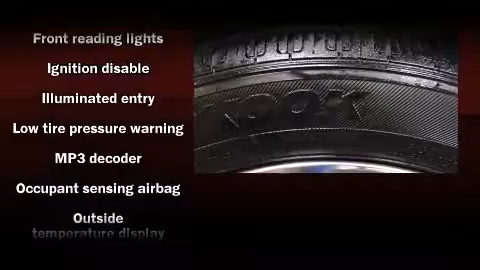 Front reading lights
Ignition disable
Illuminated entry
Low tire pressure warning
MP3 decoder
Occupant sensing airbag
Outside
temperature display